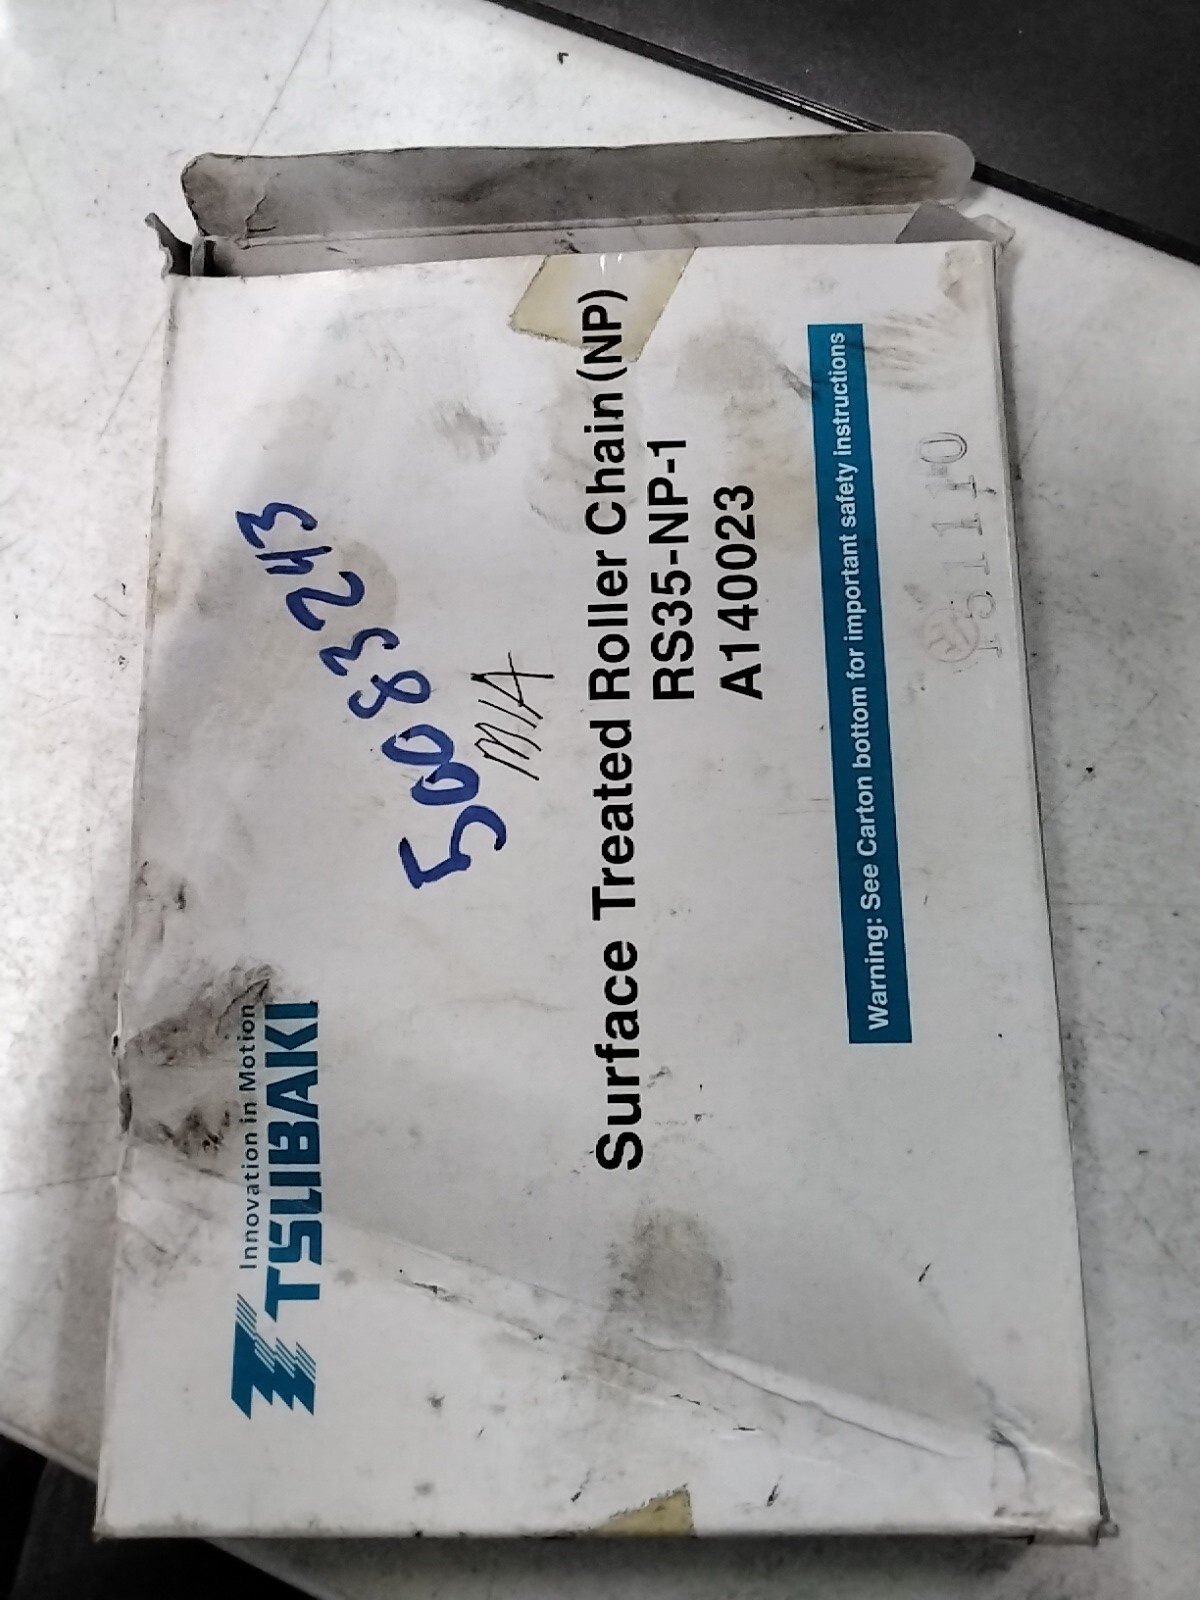 Innovation in Motion
TSUBAKI
50083243
M/A
Surface Treated Roller Chain (NP)
RS35-NP-1
A140023
Warning: See Carton bottom for important safety instructions
151110